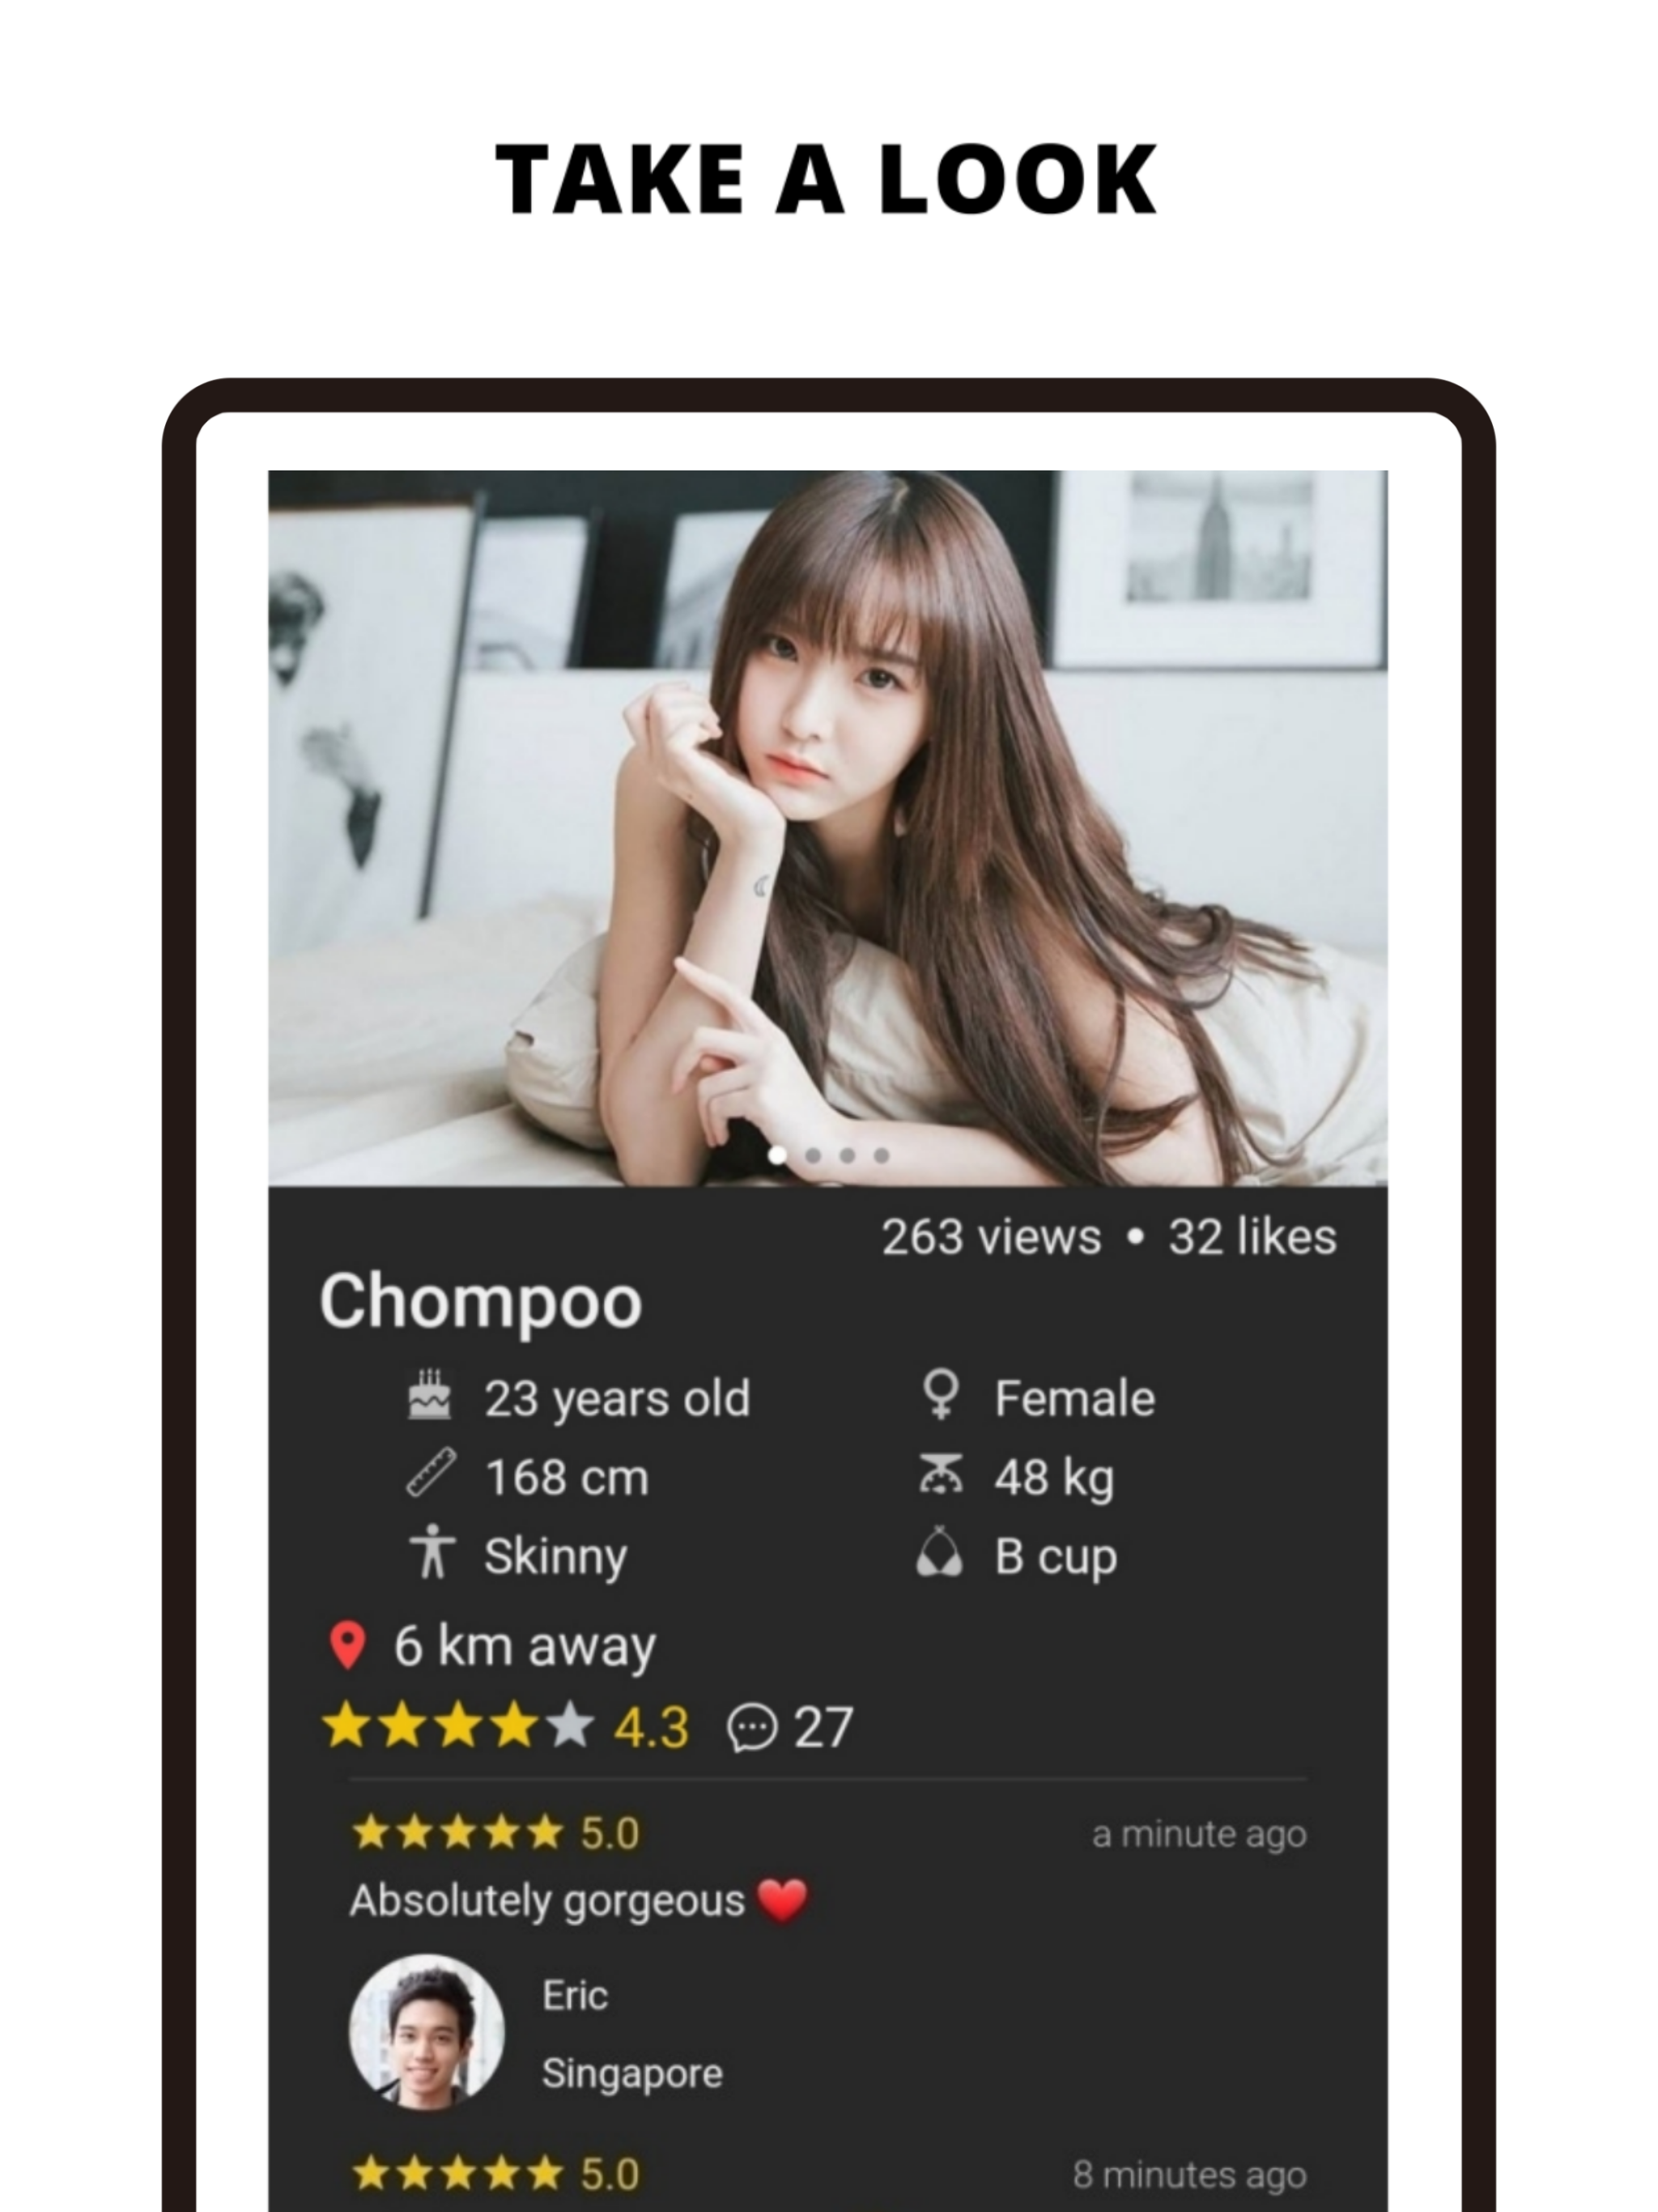 TAKE A LOOK
263 views • 32 likes
Chompoo
23 years old
Female
168 cm
48 kg
Skinny
B cup
6 km away
4.3 27
5.0
a minute ago
Absolutely gorgeous ❤️
Eric
Singapore
5.0
8 minutes ago